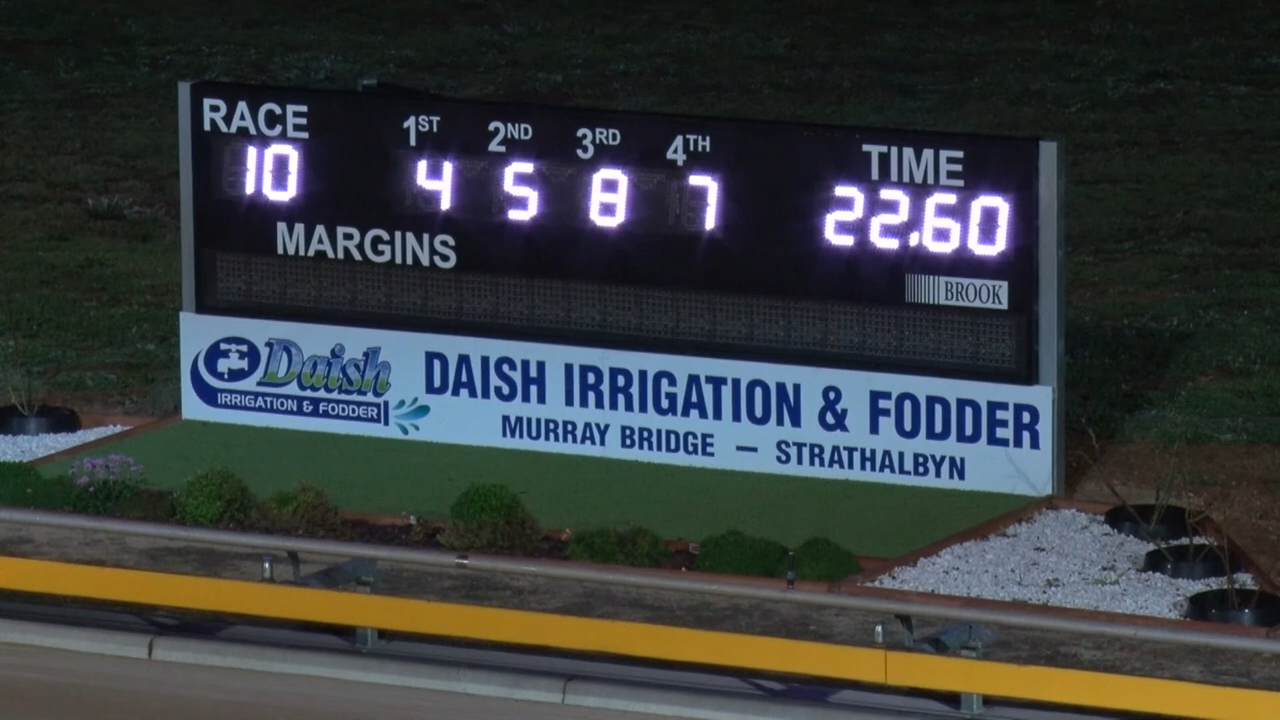 RACE 1ST 2ND 3RD 4TH TIME
10 4 5 8 7 22.60
MARGINS
BROOK
Daish
IRRIGATION & FODDER
DAISH IRRIGATION & FODDER
MURRAY BRIDGE — STRATHALBYN